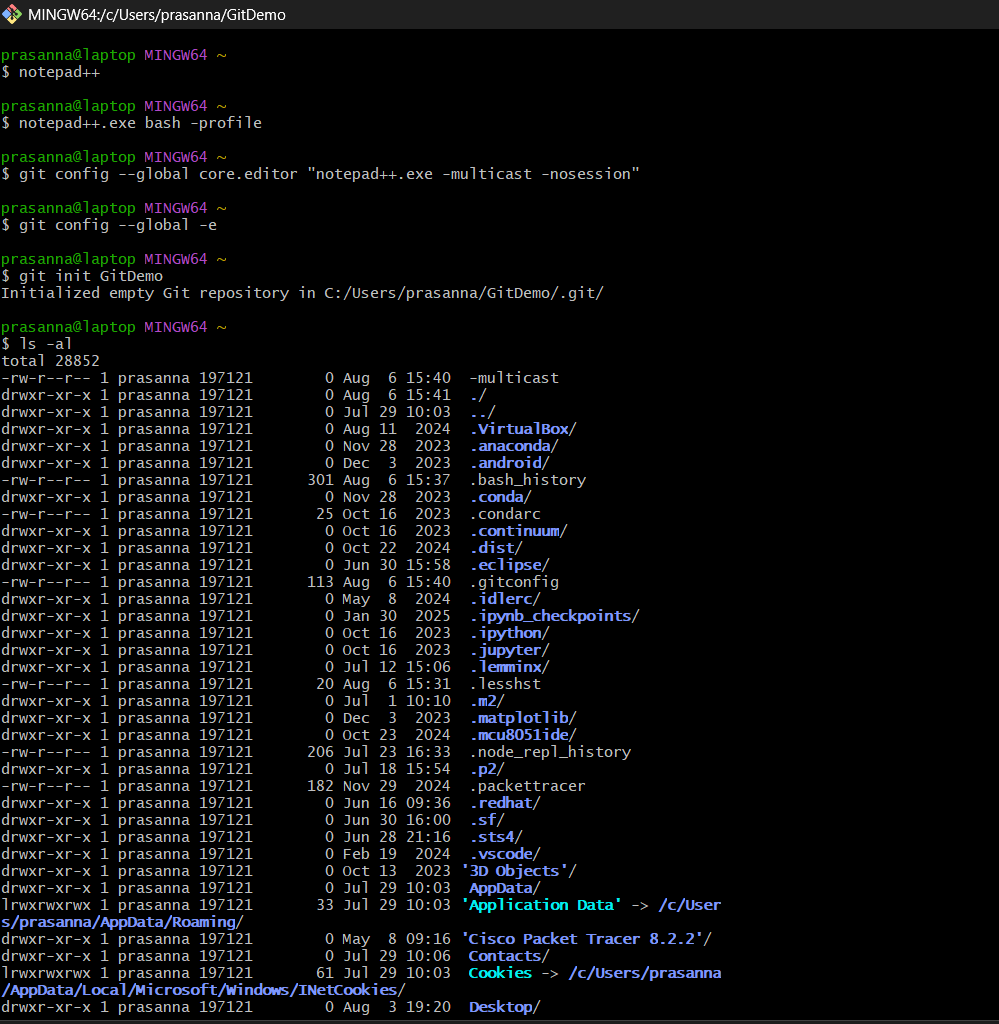 MINGW64:/c/Users/prasanna/GitDemo
prasanna@laptop MINGW64 ~
$ notepad++
prasanna@laptop MINGW64 ~
$ notepad++.exe bash -profile
prasanna@laptop MINGW64 ~
$ git config --global core.editor "notepad++.exe -multicast -nosession"
prasanna@laptop MINGW64 ~
$ git config --global -e
prasanna@laptop MINGW64 ~
$ git init GitDemo
Initialized empty Git repository in C:/Users/prasanna/GitDemo/.git/
prasanna@laptop MINGW64 ~
$ ls -al
total 28852
-rw-r--r-- 1 prasanna 197121        0 Aug  6 15:40  -multicast
drwxr-xr-x 1 prasanna 197121        0 Aug  6 15:41  ./
drwxr-xr-x 1 prasanna 197121        0 Jul 29 10:03  ../
drwxr-xr-x 1 prasanna 197121        0 Aug 11  2024  .VirtualBox/
drwxr-xr-x 1 prasanna 197121        0 Nov 28  2023  .anaconda/
drwxr-xr-x 1 prasanna 197121        0 Dec  3  2023  .android/
-rw-r--r-- 1 prasanna 197121      301 Aug  6 15:37  .bash_history
drwxr-xr-x 1 prasanna 197121        0 Nov 28  2023  .conda/
-rw-r--r-- 1 prasanna 197121       25 Oct 16  2023  .condarc
drwxr-xr-x 1 prasanna 197121        0 Oct 16  2023  .continuum/
drwxr-xr-x 1 prasanna 197121        0 Oct 22  2024  .dist/
drwxr-xr-x 1 prasanna 197121        0 Jun 30 15:58  .eclipse/
-rw-r--r-- 1 prasanna 197121      113 Aug  6 15:40  .gitconfig
drwxr-xr-x 1 prasanna 197121        0 May  8  2024  .idlerc/
drwxr-xr-x 1 prasanna 197121        0 Jan 30  2025  .ipynb_checkpoints/
drwxr-xr-x 1 prasanna 197121        0 Oct 16  2023  .ipython/
drwxr-xr-x 1 prasanna 197121        0 Oct 16  2023  .jupyter/
drwxr-xr-x 1 prasanna 197121        0 Jul 12 15:06  .lemminx/
-rw-r--r-- 1 prasanna 197121       20 Aug  6 15:31  .lesshst
drwxr-xr-x 1 prasanna 197121        0 Jul  1 10:10  .m2/
drwxr-xr-x 1 prasanna 197121        0 Dec  3  2023  .matplotlib/
drwxr-xr-x 1 prasanna 197121        0 Oct 23  2024  .mcu8051ide/
-rw-r--r-- 1 prasanna 197121      206 Jul 23 16:33  .node_repl_history
drwxr-xr-x 1 prasanna 197121        0 Jul 18 15:54  .p2/
-rw-r--r-- 1 prasanna 197121      182 Nov 29  2024  .packettracer
drwxr-xr-x 1 prasanna 197121        0 Jun 16 09:36  .redhat/
drwxr-xr-x 1 prasanna 197121        0 Jun 30 16:00  .sf/
drwxr-xr-x 1 prasanna 197121        0 Jun 28 21:16  .sts4/
drwxr-xr-x 1 prasanna 197121        0 Feb 19  2024  .vscode/
drwxr-xr-x 1 prasanna 197121        0 Oct 13  2023 '3D Objects'/
drwxr-xr-x 1 prasanna 197121        0 Jul 29 10:03  AppData/
lrwxrwxrwx 1 prasanna 197121       33 Jul 29 10:03 'Application Data' -> /c/User
s/prasanna/AppData/Roaming/
drwxr-xr-x 1 prasanna 197121        0 May  8 09:16 'Cisco Packet Tracer 8.2.2'/
drwxr-xr-x 1 prasanna 197121        0 Jul 29 10:06  Contacts/
lrwxrwxrwx 1 prasanna 197121       61 Jul 29 10:03  Cookies -> /c/Users/prasanna
/AppData/Local/Microsoft/Windows/INetCookies/
drwxr-xr-x 1 prasanna 197121        0 Aug  3 19:20  Desktop/